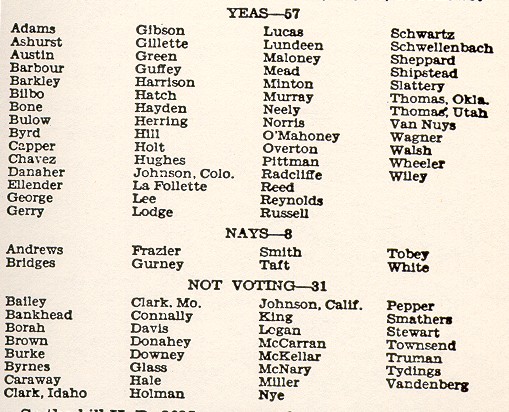 YEAS—57
Adams
Ashurst
Austin
Barbour
Barkley
Bilbo
Bone
Bulow
Byrd
Capper
Chavez
Danaher
Ellender
George
Gerry
Gibson
Gillette
Green
Guffey
Harrison
Hatch
Hayden
Herring
Hill
Holt
Hughes
Johnson, Colo.
La Follette
Lee
Lodge
Lucas
Lundeen
Maloney
Mead
Minton
Murray
Neely
Norris
O'Mahoney
Overton
Pittman
Radcliffe
Reed
Reynolds
Russell
Schwartz
Schwellenbach
Sheppard
Shipstead
Slattery
Thomas, Okla.
Thomas, Utah
Van Nuys
Wagner
Walsh
Wheeler
Wiley
NAYS—8
Andrews
Bridges
Frazier
Gurney
Smith
Taft
Tobey
White
NOT VOTING—31
Bailey
Bankhead
Borah
Brown
Burke
Byrnes
Caraway
Clark, Idaho
Clark, Mo.
Connally
Davis
Donahey
Downey
Glass
Hale
Holman
Johnson, Calif.
King
Logan
McCarran
McKellar
McNary
Miller
Nye
Pepper
Smathers
Stewart
Townsend
Truman
Tydings
Vandenberg